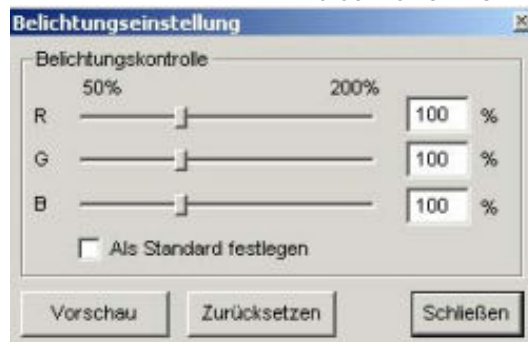 Belichtungseinstellung
Belichtungskontrolle
50% 200%
R 100 %
G 100 %
B 100 %
Als Standard festlegen
Vorschau Zurücksetzen Schließen